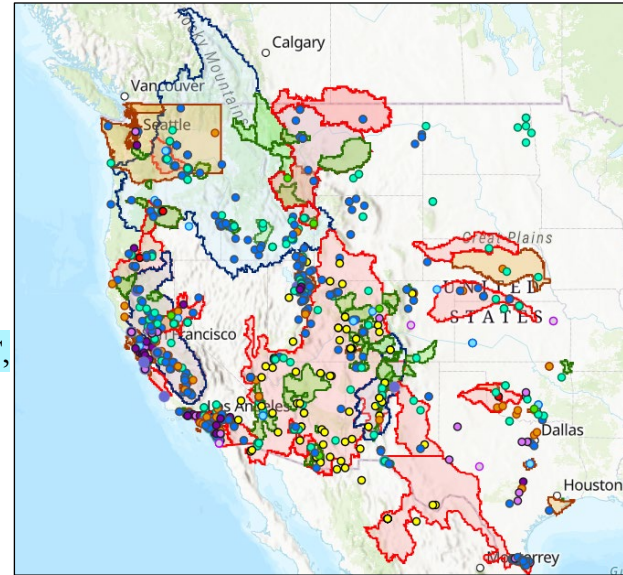 Calgary
Rocky Mountains
Vancouver
Seattle
Great Plains
UNITED
STATES
Francisco
Los Angeles
Dallas
Houston
Monterrey